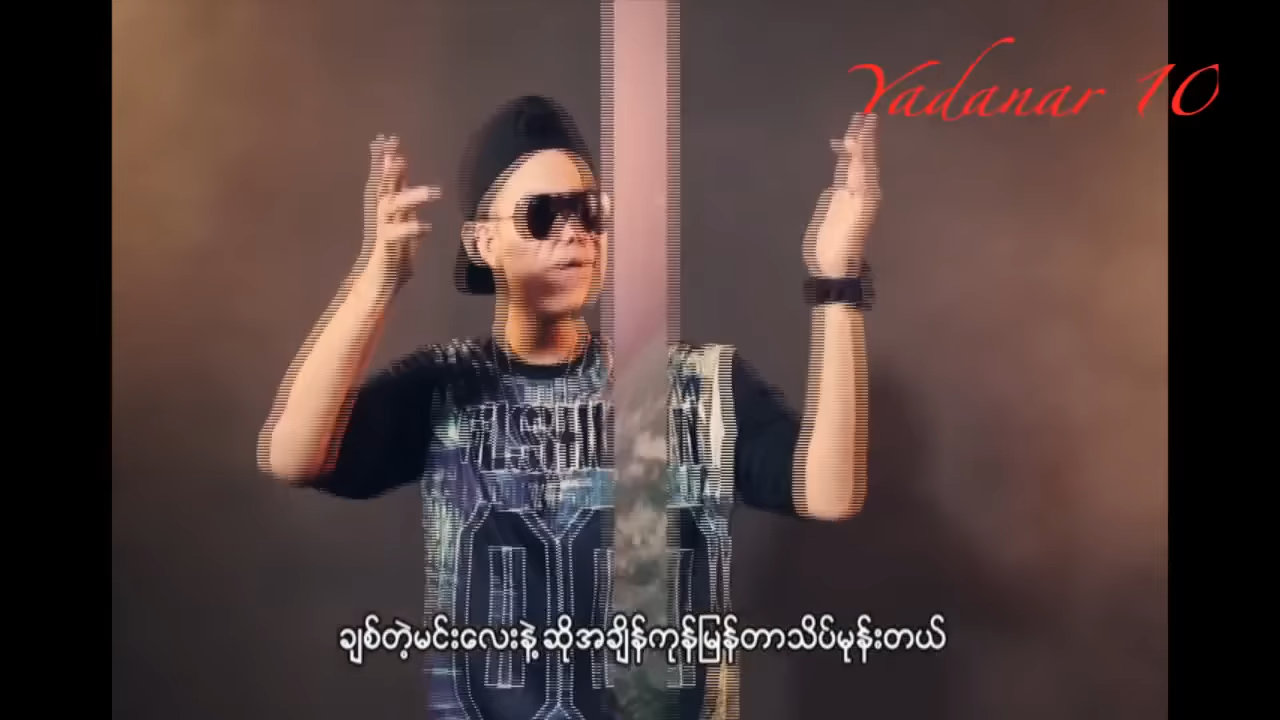 Yadanar 10
ချစ်တဲ့မင်းလေးနဲ့ ဆိုအချိန်ကုန်မြန်တာသိပ်မုန်းတယ်